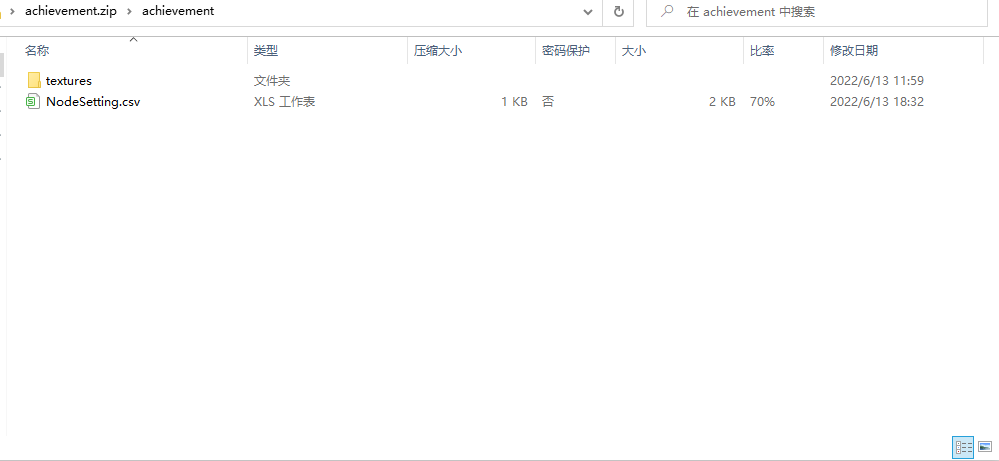 achievement.zip › achievement
在 achievement 中搜索
名称 类型 压缩大小 密码保护 大小 比率 修改日期
textures 文件夹 2022/6/13 11:59
NodeSetting.csv XLS 工作表 1 KB 否 2 KB 70% 2022/6/13 18:32